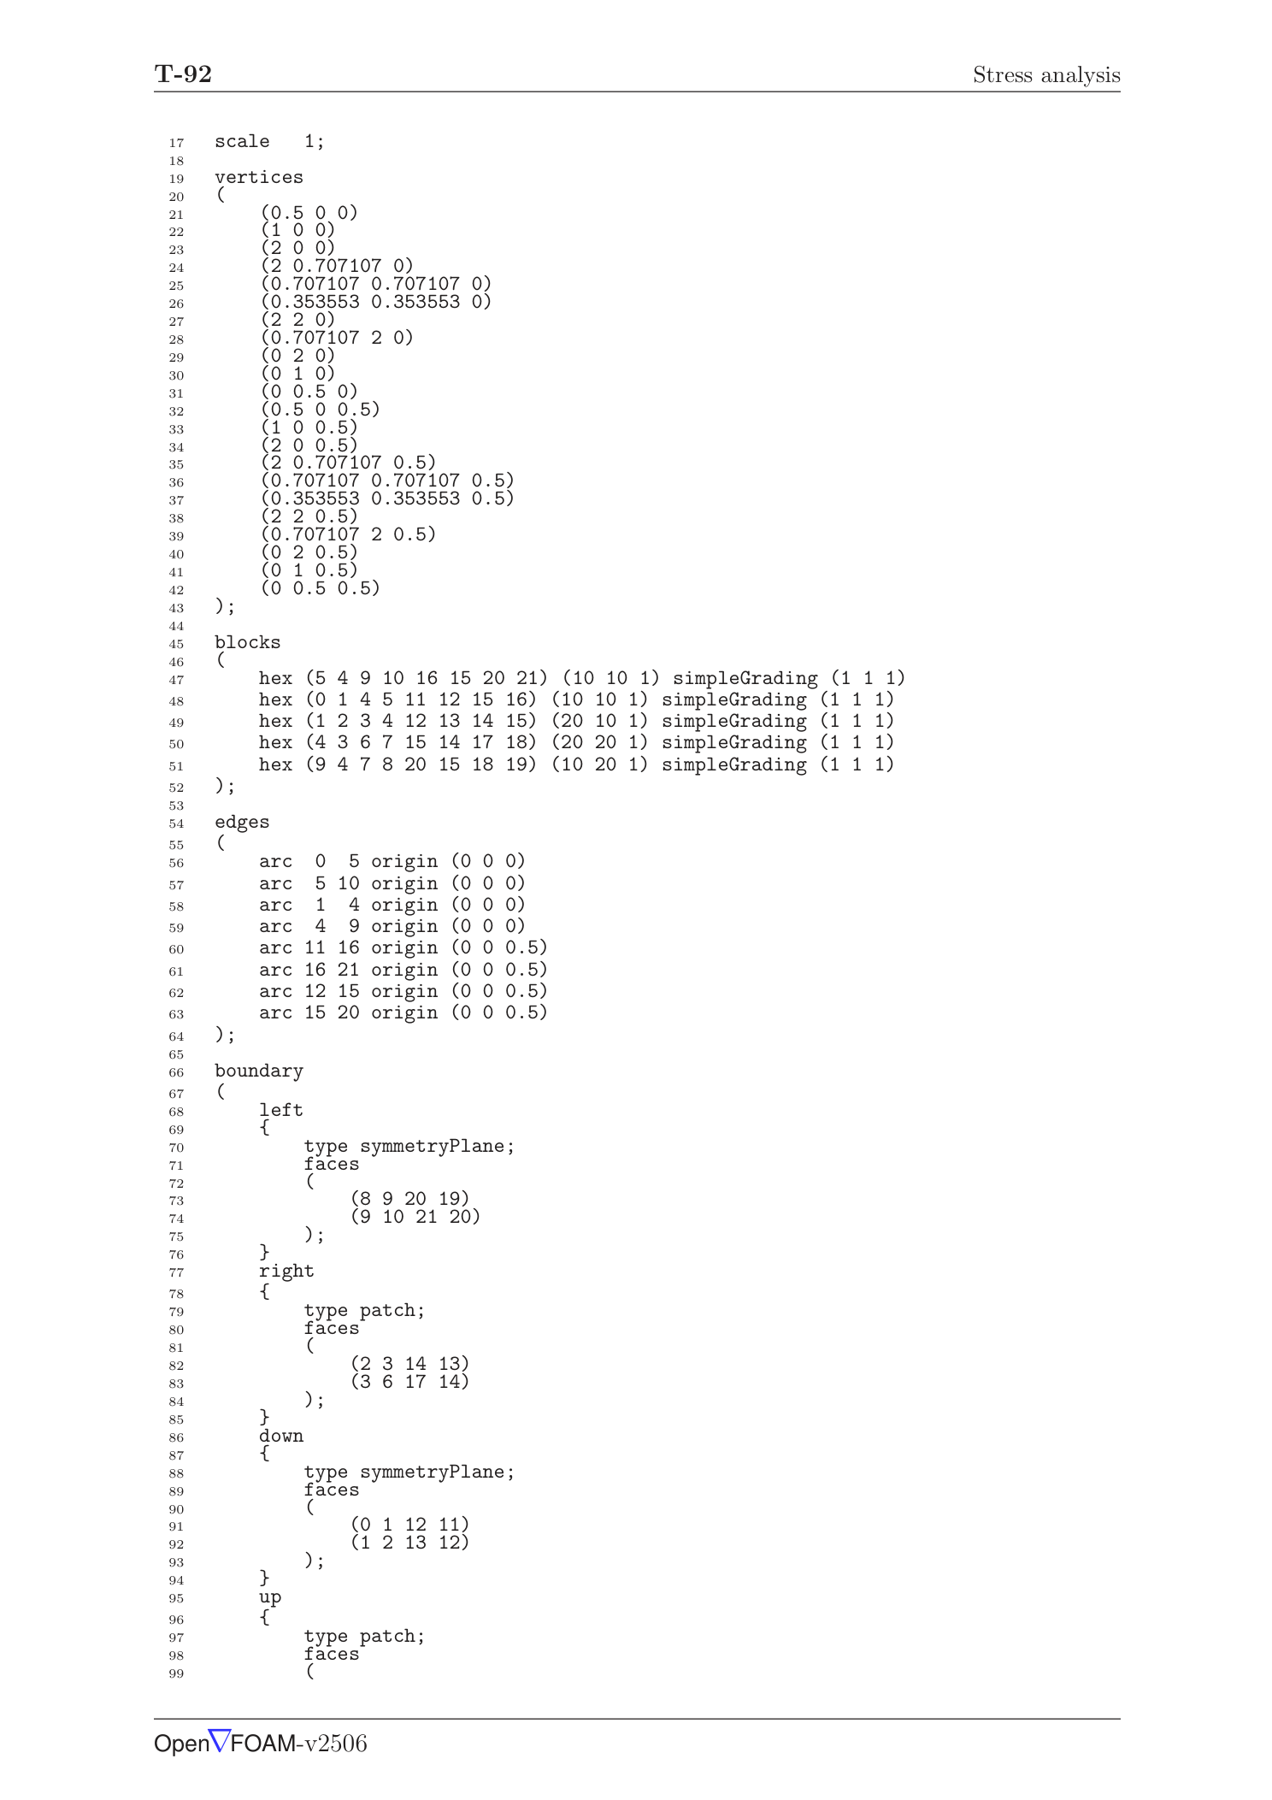 T-92 Stress analysis
17 scale   1;
18
19 vertices
20 (
21     (0.5 0 0)
22     (1 0 0)
23     (2 0 0)
24     (2 0.707107 0)
25     (0.707107 0.707107 0)
26     (0.353553 0.353553 0)
27     (2 2 0)
28     (0.707107 2 0)
29     (0 2 0)
30     (0 1 0)
31     (0 0.5 0)
32     (0.5 0 0.5)
33     (1 0 0.5)
34     (2 0 0.5)
35     (2 0.707107 0.5)
36     (0.707107 0.707107 0.5)
37     (0.353553 0.353553 0.5)
38     (2 2 0.5)
39     (0.707107 2 0.5)
40     (0 2 0.5)
41     (0 1 0.5)
42     (0 0.5 0.5)
43 );
44
45 blocks
46 (
47     hex (5 4 9 10 16 15 20 21) (10 10 1) simpleGrading (1 1 1)
48     hex (0 1 4 5 11 12 15 16) (10 10 1) simpleGrading (1 1 1)
49     hex (1 2 3 4 12 13 14 15) (20 10 1) simpleGrading (1 1 1)
50     hex (4 3 6 7 15 14 17 18) (20 20 1) simpleGrading (1 1 1)
51     hex (9 4 7 8 20 15 18 19) (10 20 1) simpleGrading (1 1 1)
52 );
53
54 edges
55 (
56     arc  0  5 origin (0 0 0)
57     arc  5 10 origin (0 0 0)
58     arc  1  4 origin (0 0 0)
59     arc  4  9 origin (0 0 0)
60     arc 11 16 origin (0 0 0.5)
61     arc 16 21 origin (0 0 0.5)
62     arc 12 15 origin (0 0 0.5)
63     arc 15 20 origin (0 0 0.5)
64 );
65
66 boundary
67 (
68     left
69     {
70         type symmetryPlane;
71         faces
72         (
73             (8 9 20 19)
74             (9 10 21 20)
75         );
76     }
77     right
78     {
79         type patch;
80         faces
81         (
82             (2 3 14 13)
83             (3 6 17 14)
84         );
85     }
86     down
87     {
88         type symmetryPlane;
89         faces
90         (
91             (0 1 12 11)
92             (1 2 13 12)
93         );
94     }
95     up
96     {
97         type patch;
98         faces
99         (
Open∇FOAM-v2506